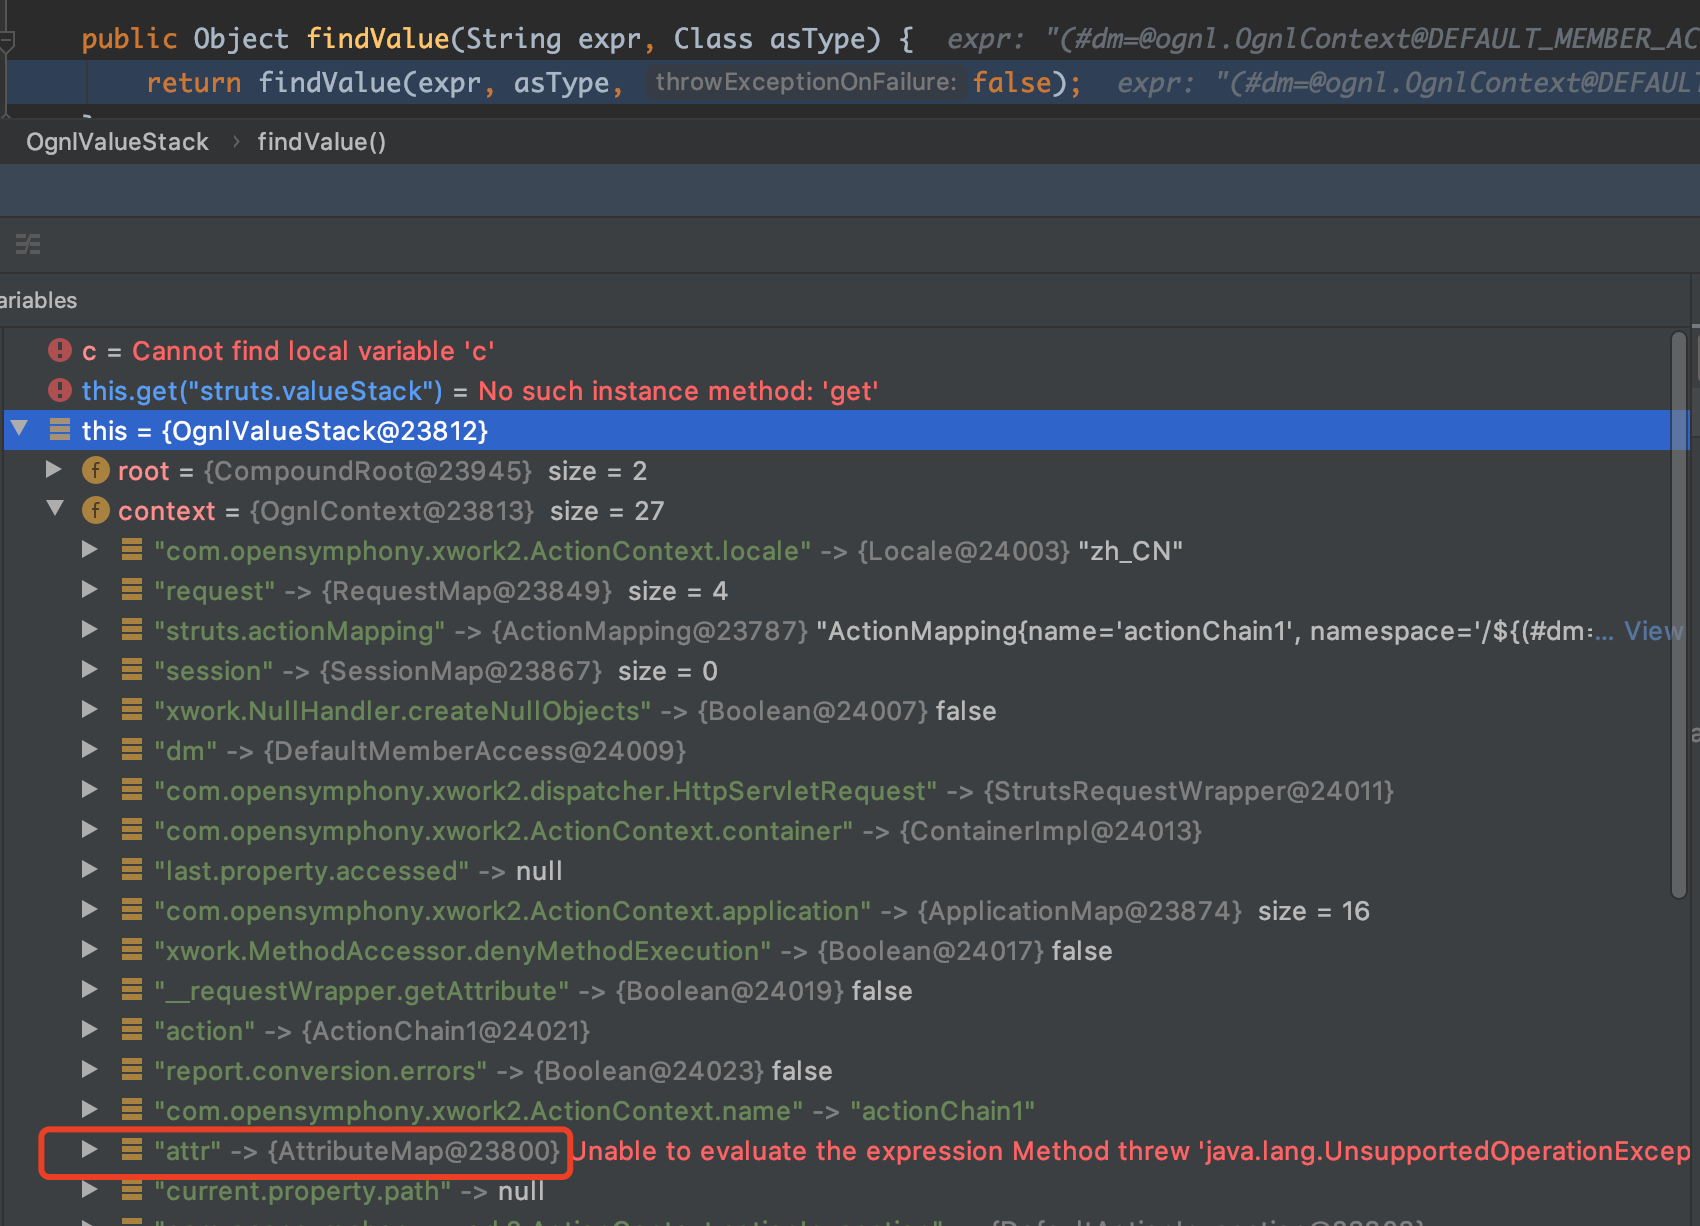 public Object findValue(String expr, Class asType) {  expr: "(#dm=@ognl.OgnlContext@DEFAULT_MEMBER_AC
return findValue(expr, asType, throwExceptionOnFailure: false);  expr: "(#dm=@ognl.OgnlContext@DEFAULT
}
OgnlValueStack › findValue()
ariables
c = Cannot find local variable 'c'
this.get("struts.valueStack") = No such instance method: 'get'
this = {OgnlValueStack@23812}
f root = {CompoundRoot@23945} size = 2
f context = {OgnlContext@23813} size = 27
"com.opensymphony.xwork2.ActionContext.locale" -> {Locale@24003} "zh_CN"
"request" -> {RequestMap@23849} size = 4
"struts.actionMapping" -> {ActionMapping@23787} "ActionMapping{name='actionChain1', namespace='/${(#dm=... View
"session" -> {SessionMap@23867} size = 0
"xwork.NullHandler.createNullObjects" -> {Boolean@24007} false
"dm" -> {DefaultMemberAccess@24009}
"com.opensymphony.xwork2.dispatcher.HttpServletRequest" -> {StrutsRequestWrapper@24011}
"com.opensymphony.xwork2.ActionContext.container" -> {ContainerImpl@24013}
"last.property.accessed" -> null
"com.opensymphony.xwork2.ActionContext.application" -> {ApplicationMap@23874} size = 16
"xwork.MethodAccessor.denyMethodExecution" -> {Boolean@24017} false
"__requestWrapper.getAttribute" -> {Boolean@24019} false
"action" -> {ActionChain1@24021}
"report.conversion.errors" -> {Boolean@24023} false
"com.opensymphony.xwork2.ActionContext.name" -> "actionChain1"
"attr" -> {AttributeMap@23800} Unable to evaluate the expression Method threw 'java.lang.UnsupportedOperationExcep
"current.property.path" -> null